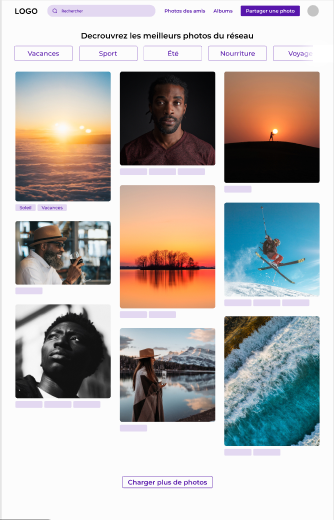 LOGO
Rechercher
Photos des amis
Albums
Partager une photo
Decrouvrez les meilleurs photos du réseau
Vacances
Sport
Été
Nourriture
Voyage
Soleil
Vacances
Charger plus de photos